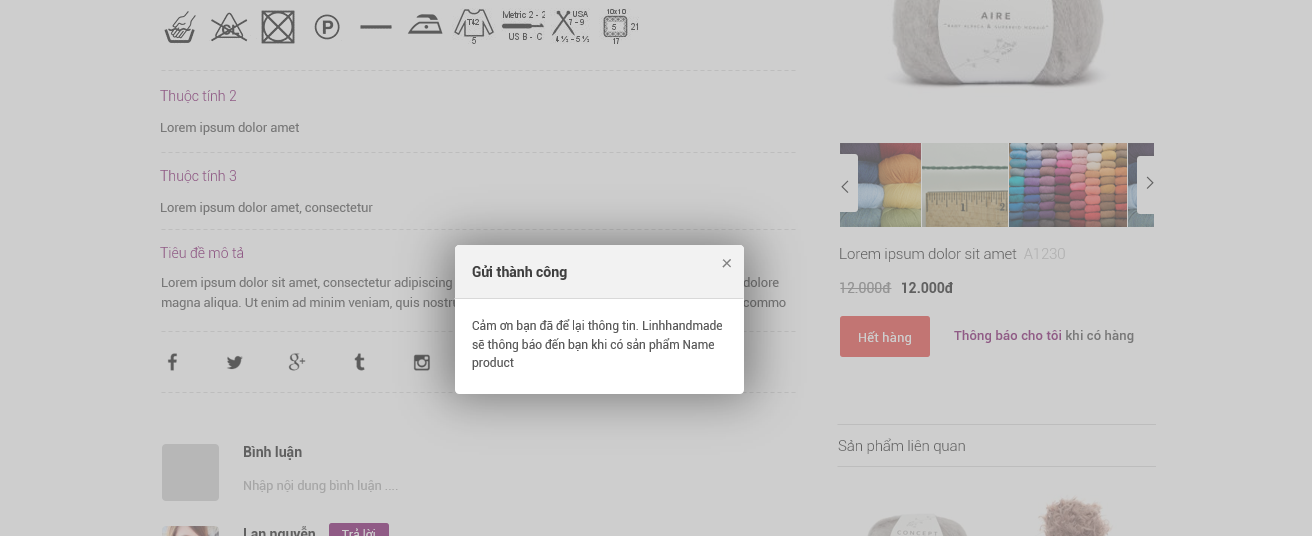 CL
P
T42
5
Metric 2 - 2
US B - C
USA
7 - 9
4 ½ - 5 ½
10x10
5
21
17
AIRE
Thuộc tính 2
Lorem ipsum dolor amet
Thuộc tính 3
Lorem ipsum dolor amet, consectetur
Tiêu đề mô tả
Lorem ipsum dolor sit amet, consectetur adipiscing
dolore
magna aliqua. Ut enim ad minim veniam, quis nostru
commo
Gửi thành công
×
Cảm ơn bạn đã để lại thông tin. Linhhandmade
sẽ thông báo đến bạn khi có sản phẩm Name
product
1 2
Lorem ipsum dolor sit amet A1230
12.000đ 12.000đ
Hết hàng
Thông báo cho tôi khi có hàng
Bình luận
Nhập nội dung bình luận .....
Lan nguyễn
Trả lời
Sản phẩm liên quan
CONCEPT